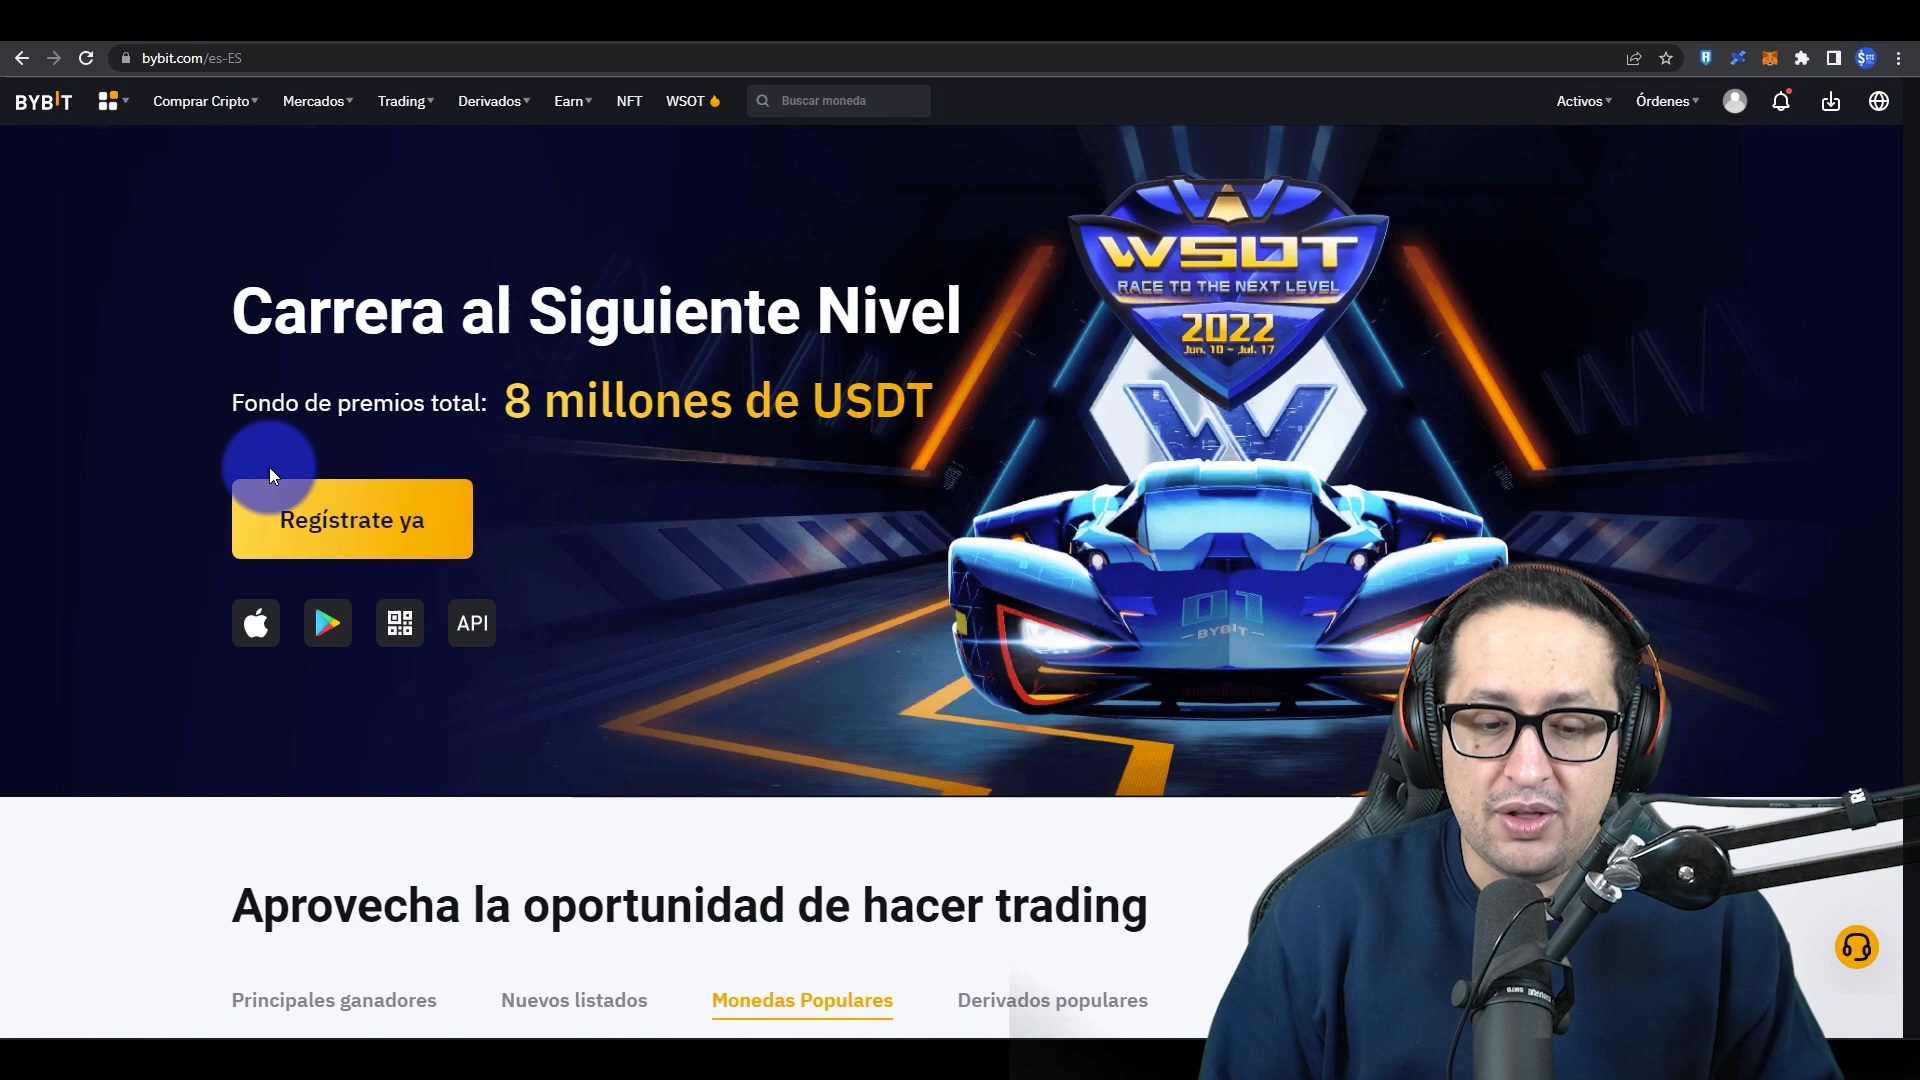 bybit.com/es-ES
BYBIT
Comprar Cripto
Mercados
Trading
Derivados
Earn
NFT
WSOT
Buscar moneda
Activos
Órdenes
WSOT
RACE TO THE NEXT LEVEL
2022
Jun. 10 ~ Jul. 17
Carrera al Siguiente Nivel
Fondo de premios total: 8 millones de USDT
Regístrate ya
API
01
BYBIT
Aprovecha la oportunidad de hacer trading
Principales ganadores
Nuevos listados
Monedas Populares
Derivados populares